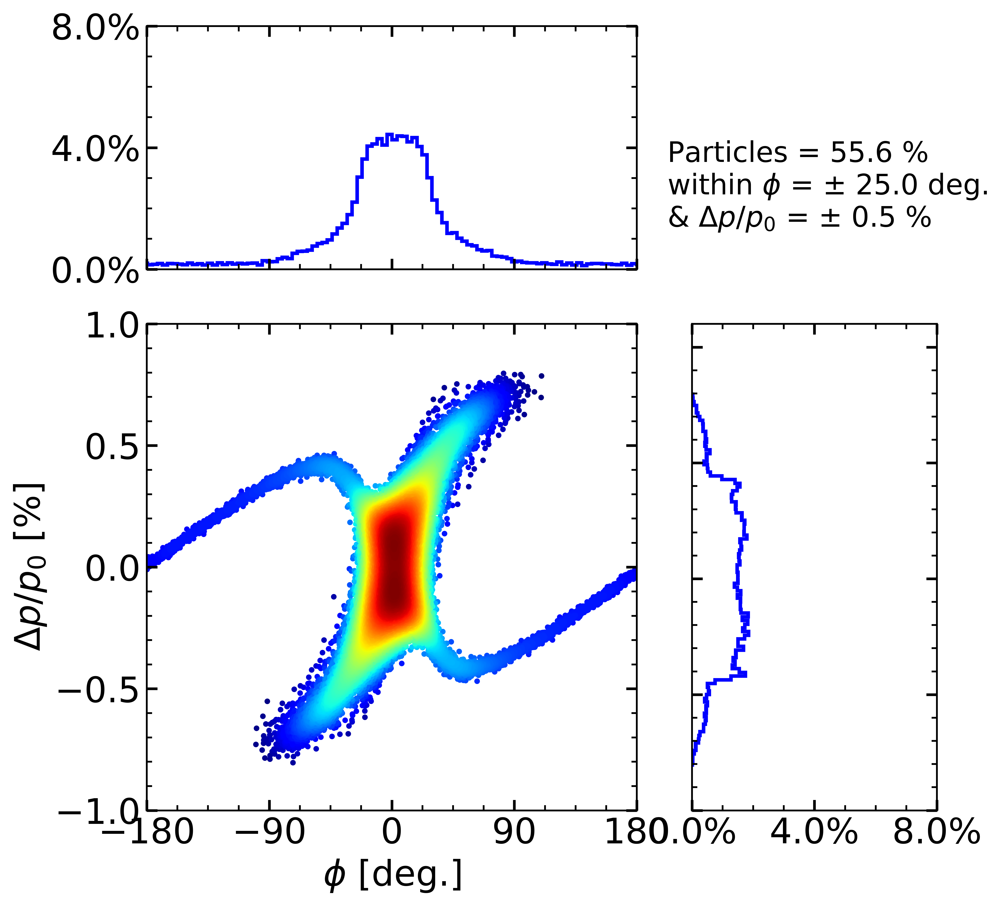 8.0%
4.0%
0.0%
Particles = 55.6 %
within ϕ = ± 25.0 deg.
& Δp/p₀ = ± 0.5 %
1.0
0.5
0.0
−0.5
−1.0
Δp/p₀ [%]
−180 −90 0 90 180
0.0% 4.0% 8.0%
ϕ [deg.]